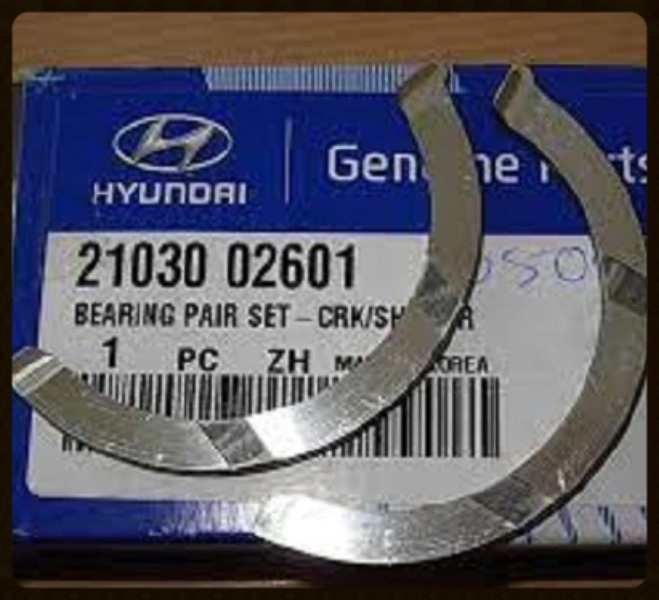 HYUNDAI
21030 02601
BEARING PAIR SET - CRK/SH
1 PC ZH